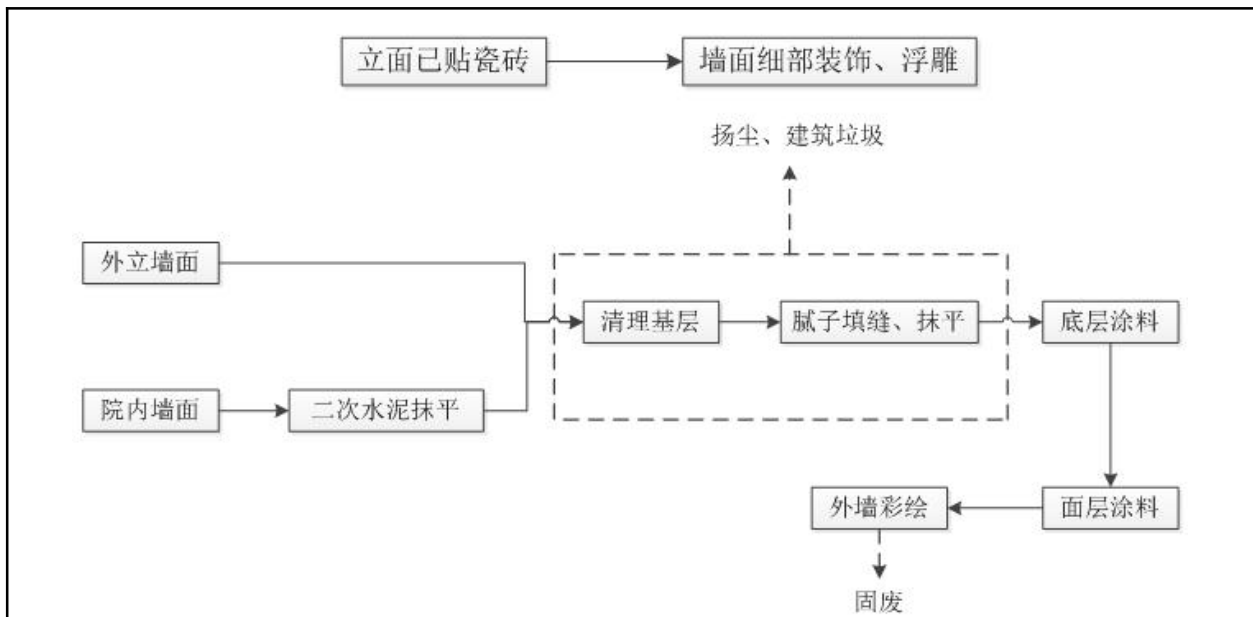 立面已贴瓷砖
墙面细部装饰、浮雕
扬尘、建筑垃圾
外立墙面
清理基层
腻子填缝、抹平
底层涂料
院内墙面
二次水泥抹平
外墙彩绘
面层涂料
固废